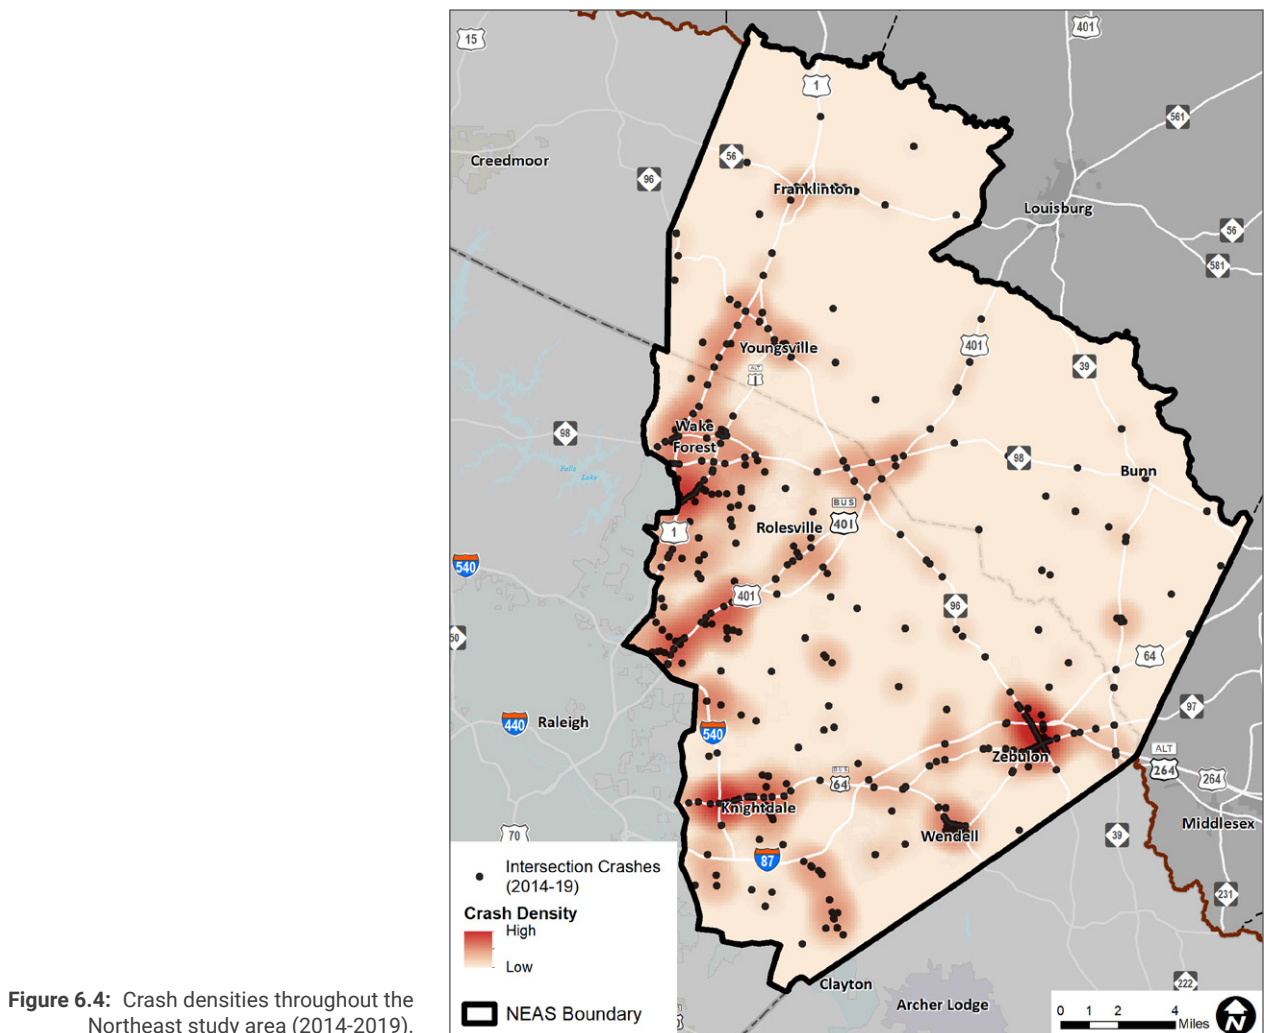 15
401
1
561
56
Creedmoor
96
Franklinton
Louisburg
56
581
401
Youngsville
39
ALT
1
Wake
Forest
98
98
Falls
Lake
Bunn
BUS
401
Rolesville
1
540
401
96
50
64
Raleigh
440
540
97
ALT
264
264
Zebulon
BUS
64
Knightdale
Middlesex
70
Wendell
39
87
Intersection Crashes
(2014-19)
231
Crash Density
High
Low
222
Clayton
Archer Lodge
NEAS Boundary
0 1 2 4
Miles
N
Figure 6.4: Crash densities throughout the
Northeast study area (2014-2019).